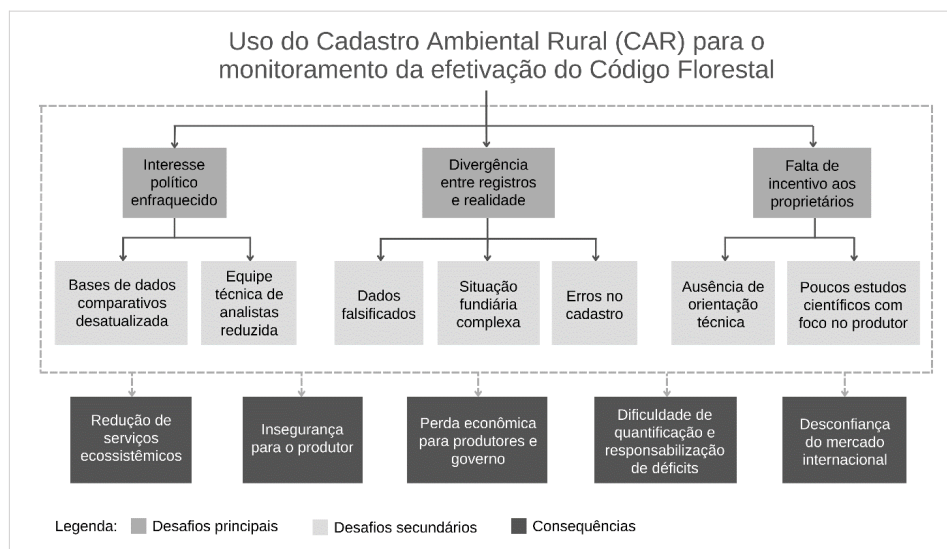 Uso do Cadastro Ambiental Rural (CAR) para o
monitoramento da efetivação do Código Florestal
Interesse
político
enfraquecido
Divergência
entre registros
e realidade
Falta de
incentivo aos
proprietários
Bases de dados
comparativos
desatualizada
Equipe
técnica de
analistas
reduzida
Dados
falsificados
Situação
fundiária
complexa
Erros no
cadastro
Ausência de
orientação
técnica
Poucos estudos
científicos com
foco no produtor
Redução de
serviços
ecossistêmicos
Insegurança
para o produtor
Perda econômica
para produtores e
governo
Dificuldade de
quantificação e
responsabilização
de déficits
Desconfiança
do mercado
internacional
Legenda: Desafios principais Desafios secundários Consequências